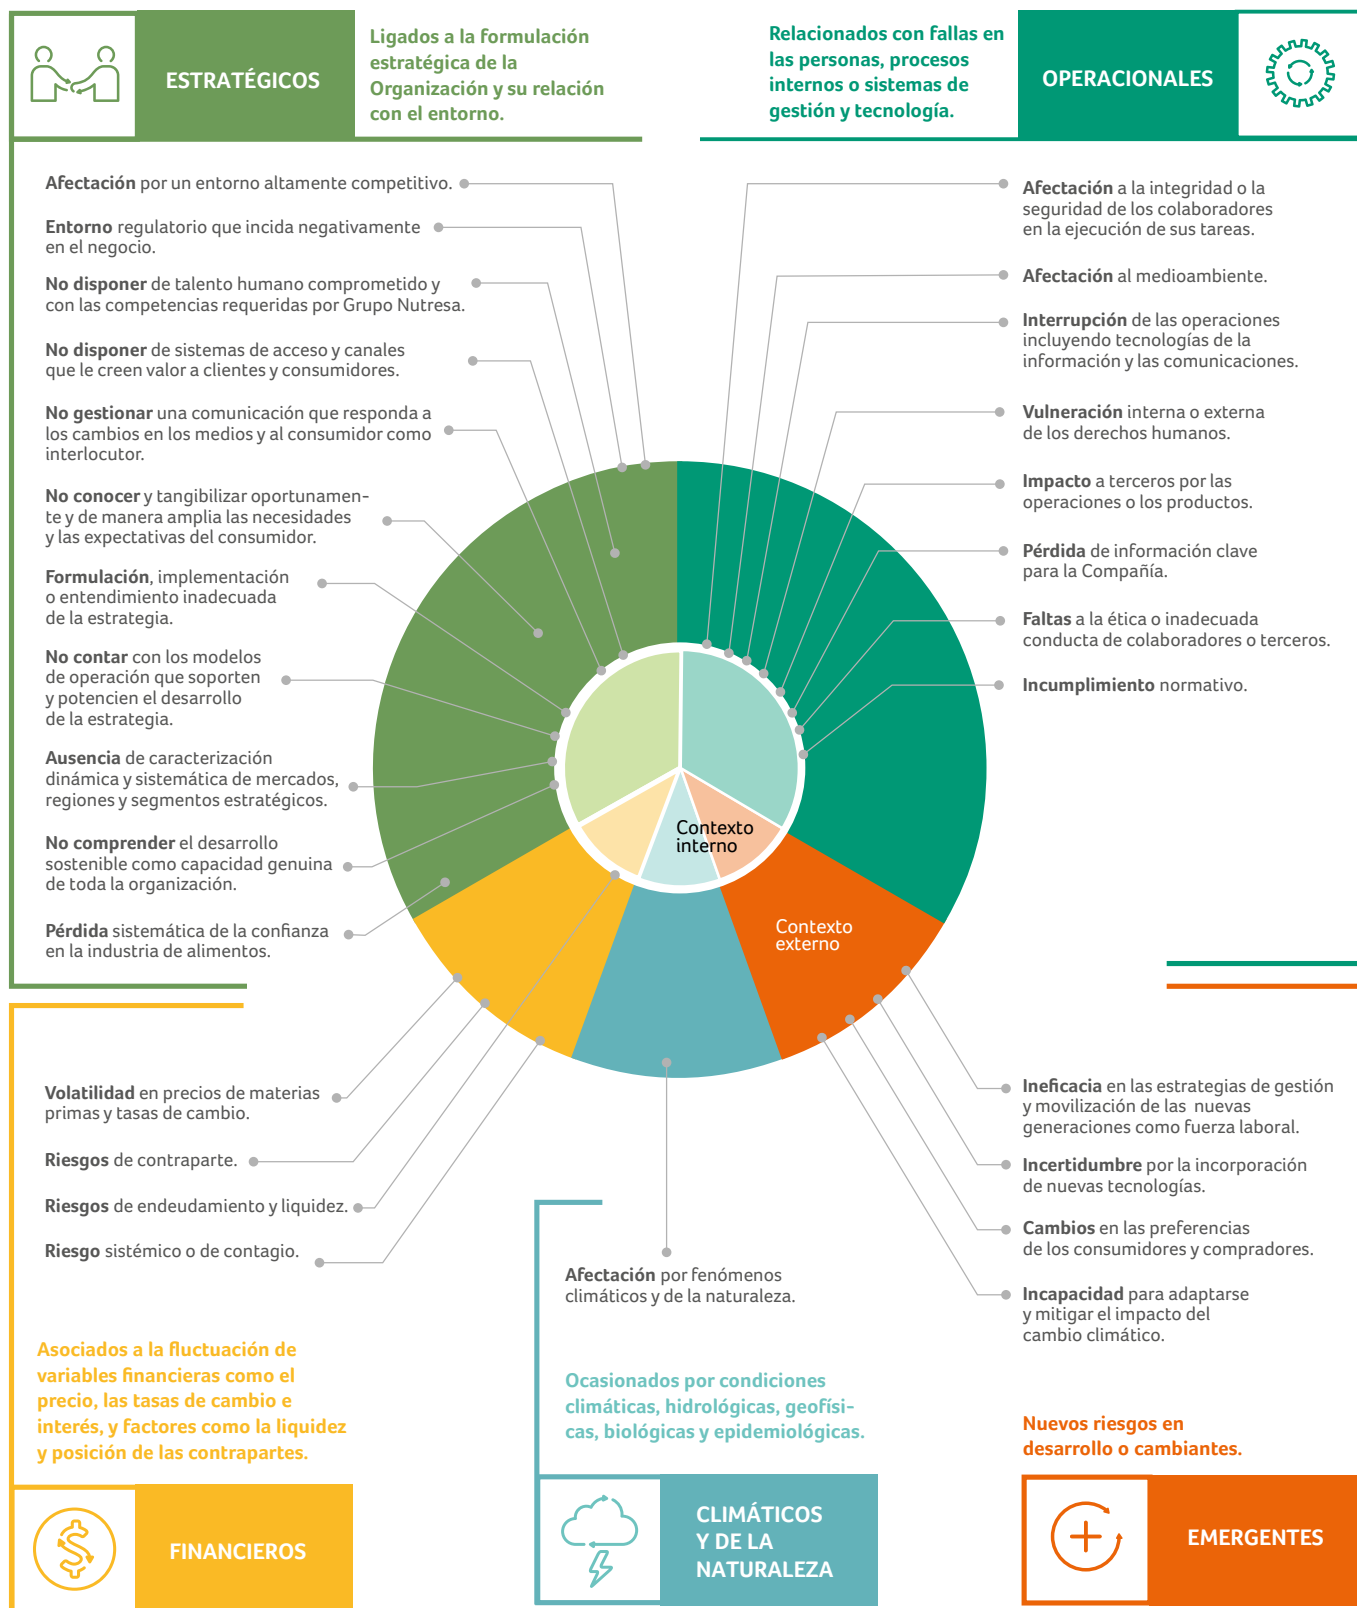 ESTRATÉGICOS
Ligados a la formulación
estratégica de la
Organización y su relación
con el entorno.
Afectación por un entorno altamente competitivo.
Entorno regulatorio que incida negativamente
en el negocio.
No disponer de talento humano comprometido y
con las competencias requeridas por Grupo Nutresa.
No disponer de sistemas de acceso y canales
que le creen valor a clientes y consumidores.
No gestionar una comunicación que responda a
los cambios en los medios y al consumidor como
interlocutor.
No conocer y tangibilizar oportunamen-
te y de manera amplia las necesidades
y las expectativas del consumidor.
Formulación, implementación
o entendimiento inadecuada
de la estrategia.
No contar con los modelos
de operación que soporten
y potencien el desarrollo
de la estrategia.
Ausencia de caracterización
dinámica y sistemática de mercados,
regiones y segmentos estratégicos.
No comprender el desarrollo
sostenible como capacidad genuina
de toda la organización.
Pérdida sistemática de la confianza
en la industria de alimentos.
Relacionados con fallas en
las personas, procesos
internos o sistemas de
gestión y tecnología.
OPERACIONALES
Afectación a la integridad o la
seguridad de los colaboradores
en la ejecución de sus tareas.
Afectación al medioambiente.
Interrupción de las operaciones
incluyendo tecnologías de la
información y las comunicaciones.
Vulneración interna o externa
de los derechos humanos.
Impacto a terceros por las
operaciones o los productos.
Pérdida de información clave
para la Compañía.
Faltas a la ética o inadecuada
conducta de colaboradores o terceros.
Incumplimiento normativo.
Contexto
interno
Contexto
externo
Volatilidad en precios de materias
primas y tasas de cambio.
Riesgos de contraparte.
Riesgos de endeudamiento y liquidez.
Riesgo sistémico o de contagio.
Asociados a la fluctuación de
variables financieras como el
precio, las tasas de cambio e
interés, y factores como la liquidez
y posición de las contrapartes.
FINANCIEROS
Afectación por fenómenos
climáticos y de la naturaleza.
Ocasionados por condiciones
climáticas, hidrológicas, geofísi-
cas, biológicas y epidemiológicas.
CLIMÁTICOS
Y DE LA
NATURALEZA
Ineficacia en las estrategias de gestión
y movilización de las nuevas
generaciones como fuerza laboral.
Incertidumbre por la incorporación
de nuevas tecnologías.
Cambios en las preferencias
de los consumidores y compradores.
Incapacidad para adaptarse
y mitigar el impacto del
cambio climático.
Nuevos riesgos en
desarrollo o cambiantes.
EMERGENTES